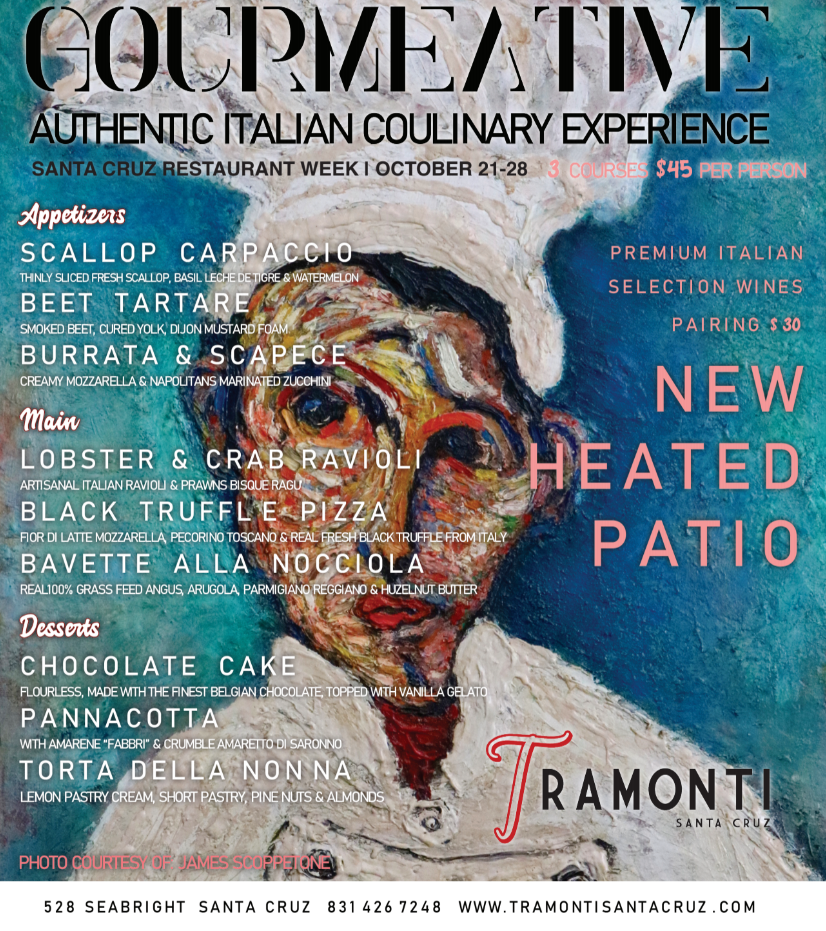 GOURMEATIVE
AUTHENTIC ITALIAN COULINARY EXPERIENCE
SANTA CRUZ RESTAURANT WEEK I OCTOBER 21-28 3 COURSES $45 PER PERSON
Appetizers
SCALLOP CARPACCIO
THINLY SLICED FRESH SCALLOP, BASIL LECHE DE TIGRE & WATERMELON
BEET TARTARE
SMOKED BEET, CURED YOLK, DIJON MUSTARD FOAM
BURRATA & SCAPECE
CREAMY MOZZARELLA & NAPOLITANS MARINATED ZUCCHINI
Main
LOBSTER & CRAB RAVIOLI
ARTISANAL ITALIAN RAVIOLI & PRAWNS BISQUE RAGU
BLACK TRUFFLE PIZZA
FIOR DI LATTE MOZZARELLA, PECORINO TOSCANO & REAL FRESH BLACK TRUFFLE FROM ITALY
BAVETTE ALLA NOCCIOLA
REAL100% GRASS FEED ANGUS, ARUGOLA, PARMIGIANO REGGIANO & HUZELNUT BUTTER
Desserts
CHOCOLATE CAKE
FLOURLESS, MADE WITH THE FINEST BELGIAN CHOCOLATE, TOPPED WITH VANILLA GELATO
PANNACOTTA
WITH AMARENE "FABBRI" & CRUMBLE AMARETTO DI SARONNO
TORTA DELLA NONNA
LEMON PASTRY CREAM, SHORT PASTRY, PINE NUTS & ALMONDS
PREMIUM ITALIAN
SELECTION WINES
PAIRING $30
NEW
HEATED
PATIO
TRAMONTI
SANTA CRUZ
PHOTO COURTESY OF JAMES SCOPPETONE
528 SEABRIGHT SANTA CRUZ 831 426 7248 WWW.TRAMONTISANTACRUZ.COM